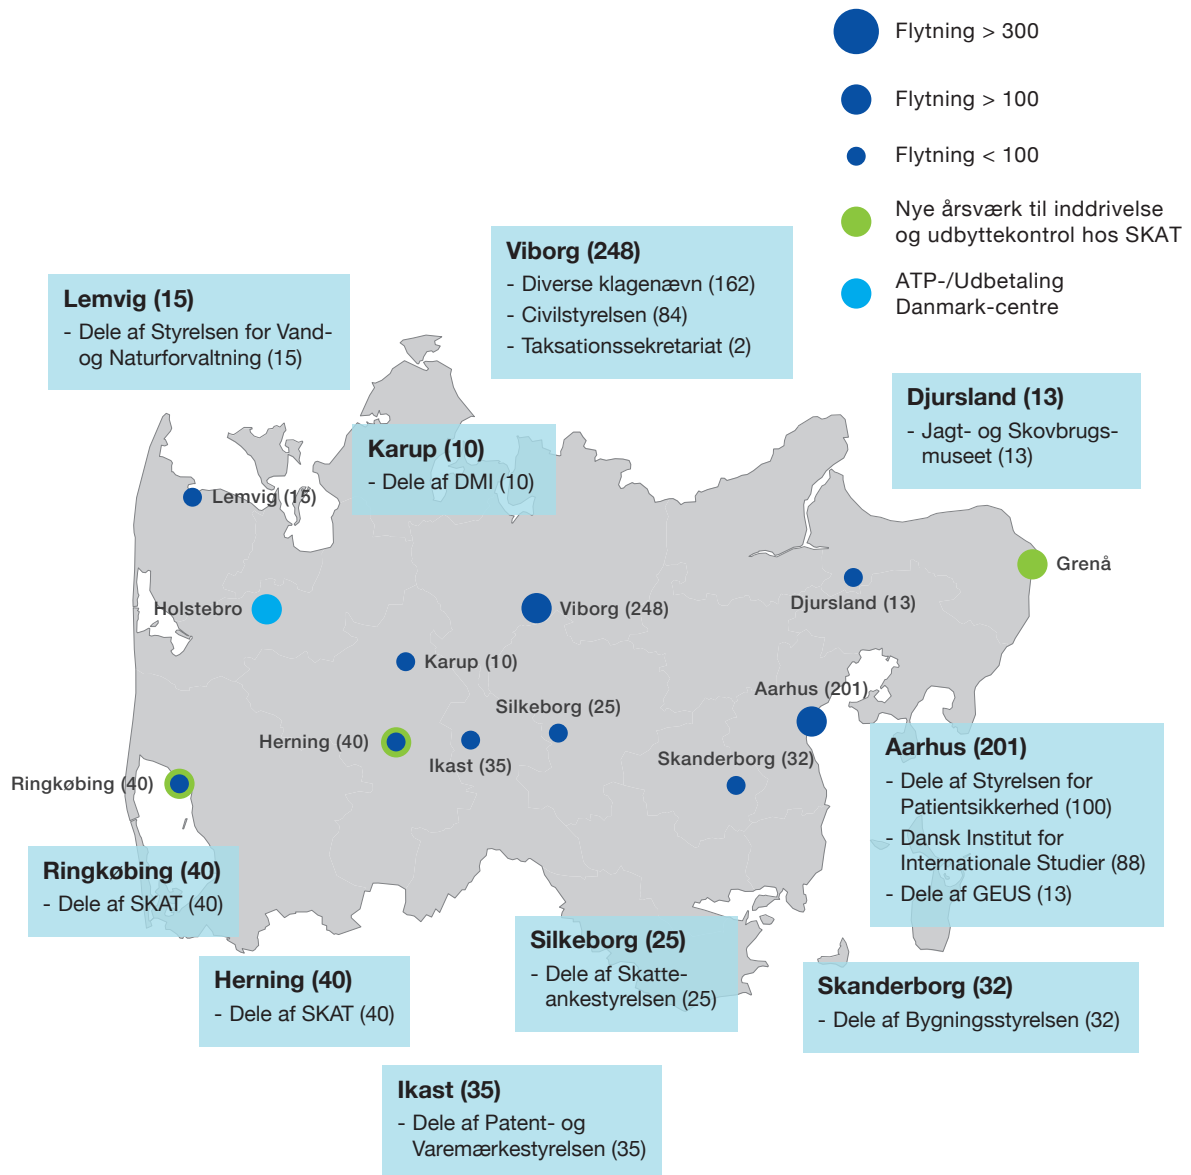 Flytning > 300
Flytning > 100
Flytning < 100
Nye årsværk til inddrivelse
og udbyttekontrol hos SKAT
ATP-/Udbetaling
Danmark-centre
Viborg (248)
- Diverse klagenævn (162)
- Civilstyrelsen (84)
- Taksationssekretariat (2)
Lemvig (15)
- Dele af Styrelsen for Vand-
og Naturforvaltning (15)
Djursland (13)
- Jagt- og Skovbrugs-
museet (13)
Karup (10)
- Dele af DMI (10)
Lemvig (15)
Grenå
Holstebro
Viborg (248)
Djursland (13)
Karup (10)
Aarhus (201)
Silkeborg (25)
Herning (40)
Ikast (35)
Skanderborg (32)
Ringkøbing (40)
Aarhus (201)
- Dele af Styrelsen for
Patientsikkerhed (100)
- Dansk Institut for
Internationale Studier (88)
- Dele af GEUS (13)
Ringkøbing (40)
- Dele af SKAT (40)
Silkeborg (25)
- Dele af Skatte-
ankestyrelsen (25)
Herning (40)
- Dele af SKAT (40)
Skanderborg (32)
- Dele af Bygningsstyrelsen (32)
Ikast (35)
- Dele af Patent- og
Varemærkestyrelsen (35)